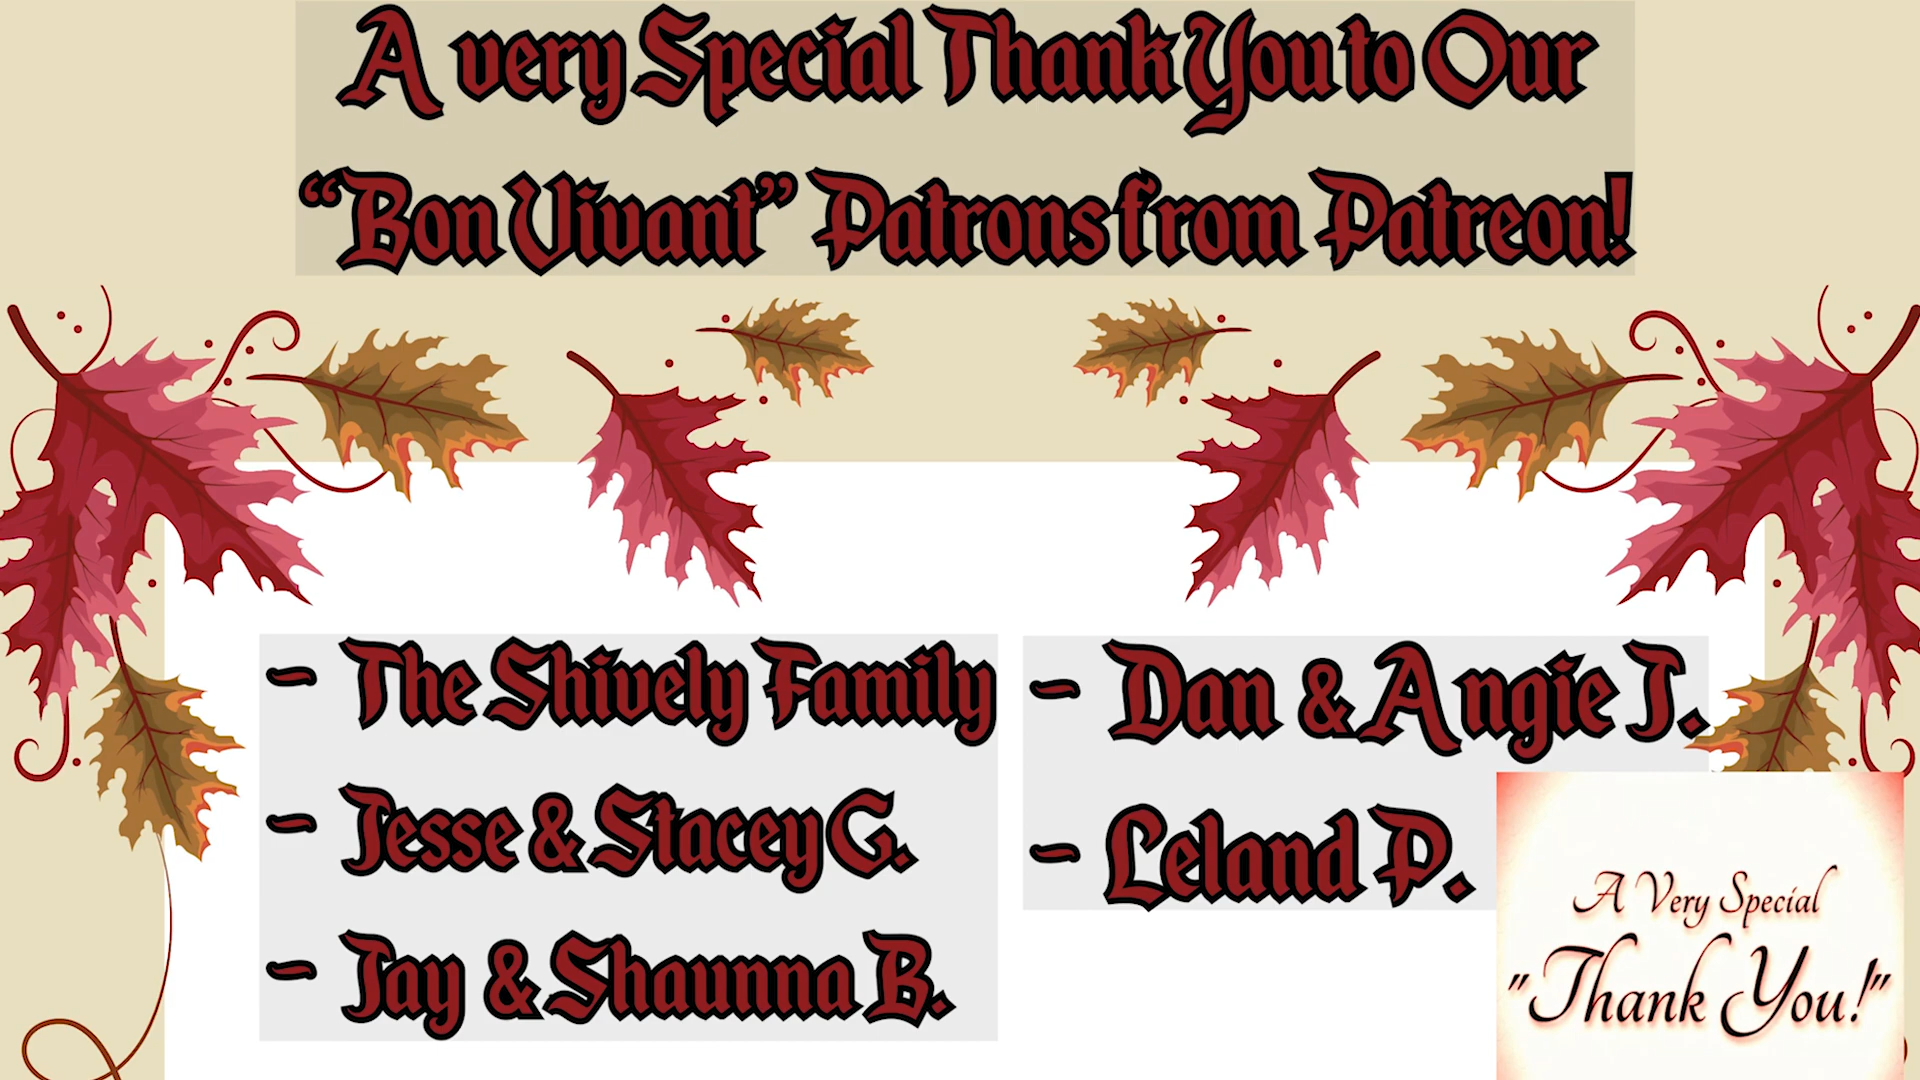 A very Special Thank You to Our
“Bon Vivant” Patrons from Patreon!
- The Shively Family
- Jesse & Stacey G.
- Jay & Shaunna B.
- Dan & Angie J.
- Leland P.
A Very Special
"Thank You!"